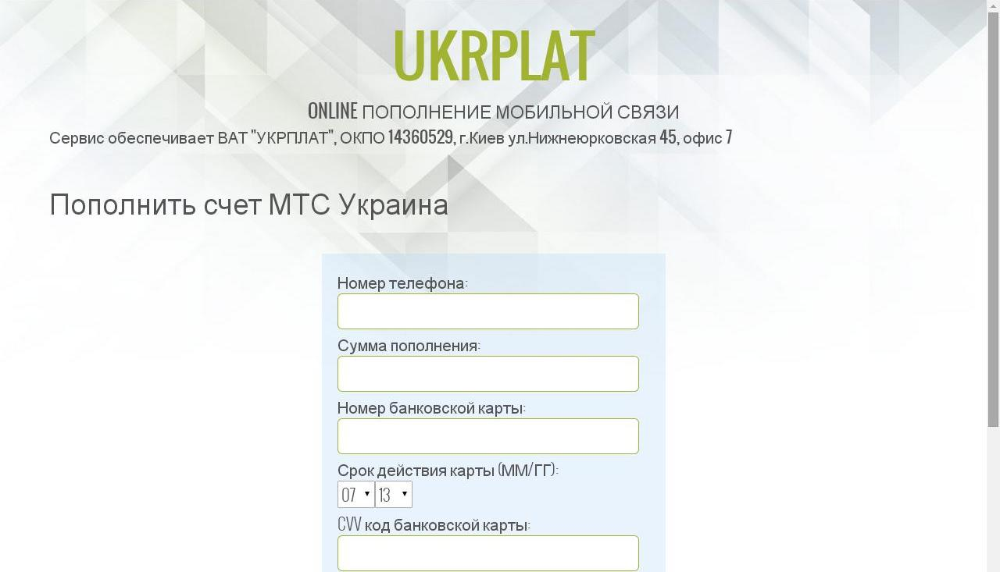 UKRPLAT
ONLINE ПОПОЛНЕНИЕ МОБИЛЬНОЙ СВЯЗИ
Сервис обеспечивает ВАТ "УКРПЛАТ", ОКПО 14360529, г.Киев ул.Нижнеюрковская 45, офис 7
Пополнить счет МТС Украина
Номер телефона:
Сумма пополнения:
Номер банковской карты:
Срок действия карты (ММ/ГГ):
07 13
CVV код банковской карты: